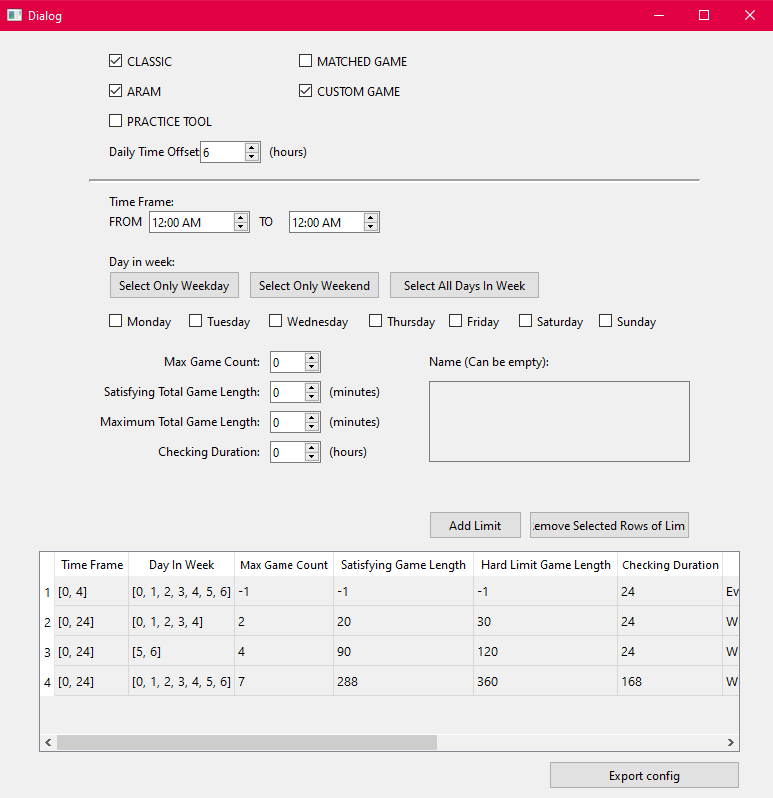 Dialog
CLASSIC MATCHED GAME
ARAM CUSTOM GAME
PRACTICE TOOL
Daily Time Offset 6 (hours)
Time Frame:
FROM 12:00 AM TO 12:00 AM
Day in week:
Select Only Weekday Select Only Weekend Select All Days In Week
Monday Tuesday Wednesday Thursday Friday Saturday Sunday
Max Game Count: 0 Name (Can be empty):
Satisfying Total Game Length: 0 (minutes)
Maximum Total Game Length: 0 (minutes)
Checking Duration: 0 (hours)
Add Limit emove Selected Rows of Lim
Time Frame Day In Week Max Game Count Satisfying Game Length Hard Limit Game Length Checking Duration
1 [0, 4] [0, 1, 2, 3, 4, 5, 6] -1 -1 -1 24 Ev
2 [0, 24] [0, 1, 2, 3, 4] 2 20 30 24 W
3 [0, 24] [5, 6] 4 90 120 24 W
4 [0, 24] [0, 1, 2, 3, 4, 5, 6] 7 288 360 168 W
Export config